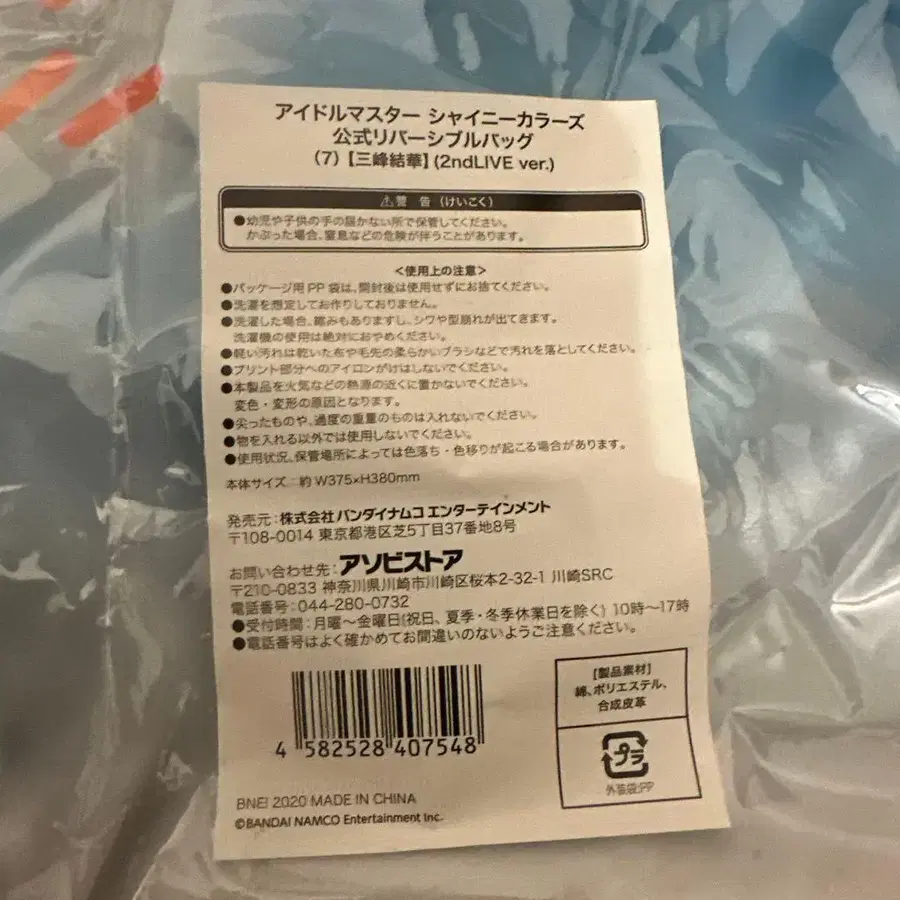 アイドルマスター シャイニーカラーズ
公式リバーシブルバッグ
(7)【三峰結華】(2ndLIVE ver.)
⚠警 告 (けいこく)
●幼児や子供の手の届かない所で保管してください。
かぶった場合、窒息などの危険が伴うことがあります。
<使用上の注意>
●パッケージ用 PP 袋は、開封後は使用せずにお捨てください。
●洗濯を想定してお作りしておりません。
●洗濯した場合、縮みもありますし、シワや型崩れが出てきます。
洗濯機の使用は絶対におやめください。
●軽い汚れは乾いた布や毛先の柔らかいブラシなどで汚れを落としてください。
●プリント部分へのアイロンがけはしないでください。
●本製品を火気などの熱源の近くに置かないでください。
変色・変形の原因となります。
●尖ったものや、過度の重量のものは入れないでください。
●物を入れる以外では使用しないでください。
●使用状況、保管場所によっては色落ち・色移りが起こる場合があります。
本体サイズ:約 W375×H380mm
発売元:株式会社バンダイナムコ エンターテインメント
〒108-0014 東京都港区芝5丁目37番地8号
お問い合わせ先:アソビストア
〒210-0833 神奈川県川崎市川崎区桜本2-32-1 川崎SRC
電話番号:044-280-0732
●受付時間:月曜〜金曜日(祝日、夏季・冬季休業日を除く) 10時〜17時
●電話番号はよく確かめてお間違いのないようご注意ください。
【製品素材】
綿、ポリエステル、
合成皮革
プラ
外装袋:PP
4 582528 407548
BNEI 2020 MADE IN CHINA
©BANDAI NAMCO Entertainment Inc.